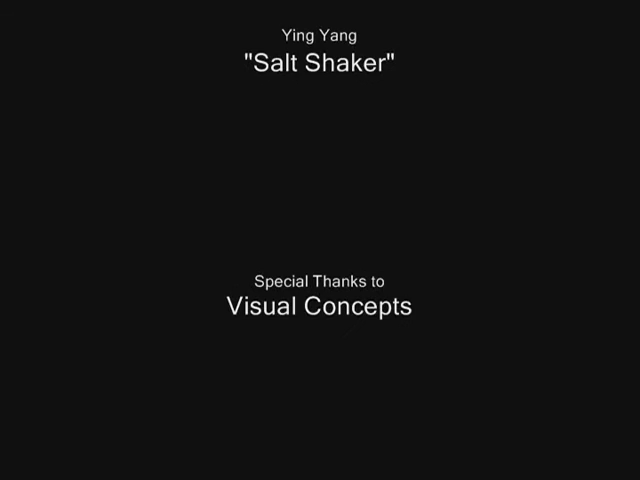 Ying Yang
"Salt Shaker"
Special Thanks to
Visual Concepts